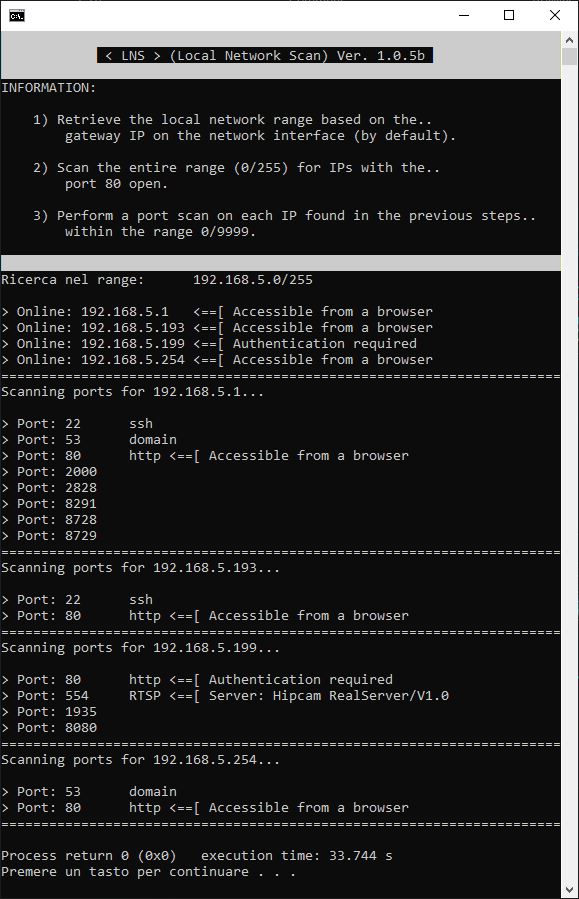 C:\.
< LNS > (Local Network Scan) Ver. 1.0.5b
INFORMATION:
1) Retrieve the local network range based on the..
gateway IP on the network interface (by default).
2) Scan the entire range (0/255) for IPs with the..
port 80 open.
3) Perform a port scan on each IP found in the previous steps..
within the range 0/9999.
Ricerca nel range:      192.168.5.0/255
> Online: 192.168.5.1   <==[ Accessible from a browser
> Online: 192.168.5.193 <==[ Accessible from a browser
> Online: 192.168.5.199 <==[ Authentication required
> Online: 192.168.5.254 <==[ Accessible from a browser
======================================================================
Scanning ports for 192.168.5.1...
> Port: 22      ssh
> Port: 53      domain
> Port: 80      http <==[ Accessible from a browser
> Port: 2000
> Port: 2828
> Port: 8291
> Port: 8728
> Port: 8729
======================================================================
Scanning ports for 192.168.5.193...
> Port: 22      ssh
> Port: 80      http <==[ Accessible from a browser
======================================================================
Scanning ports for 192.168.5.199...
> Port: 80      http <==[ Authentication required
> Port: 554     RTSP <==[ Server: Hipcam RealServer/V1.0
> Port: 1935
> Port: 8080
======================================================================
Scanning ports for 192.168.5.254...
> Port: 53      domain
> Port: 80      http <==[ Accessible from a browser
======================================================================
Process return 0 (0x0)   execution time: 33.744 s
Premere un tasto per continuare . . .